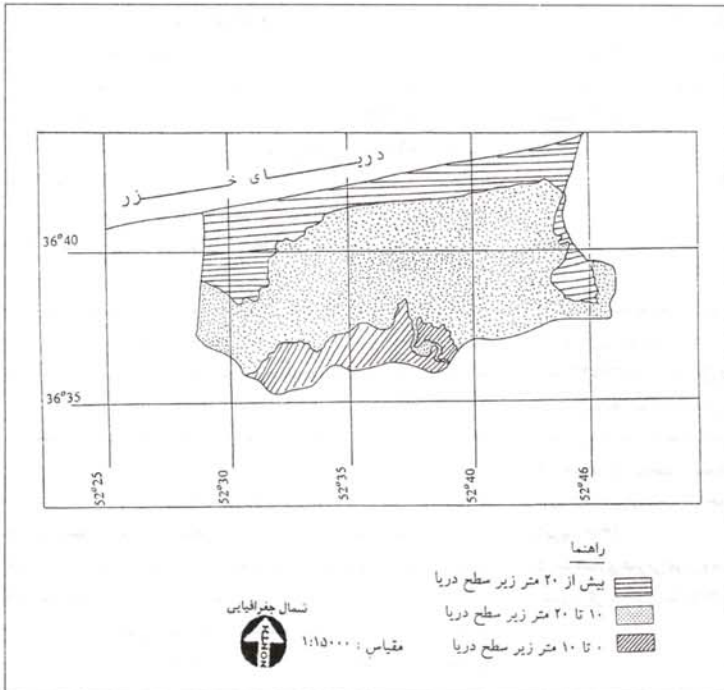 دریـــای خـــزر
36°40
36°35
52°25
52°30
52°35
52°40
52°46
راهنما
بیش از ۲۰ متر زیر سطح دریا
۱۰ تا ۲۰ متر زیر سطح دریا
۰ تا ۱۰ متر زیر سطح دریا
شمال جغرافیایی
NORTH
مقیاس : ۱:۱۵۰۰۰